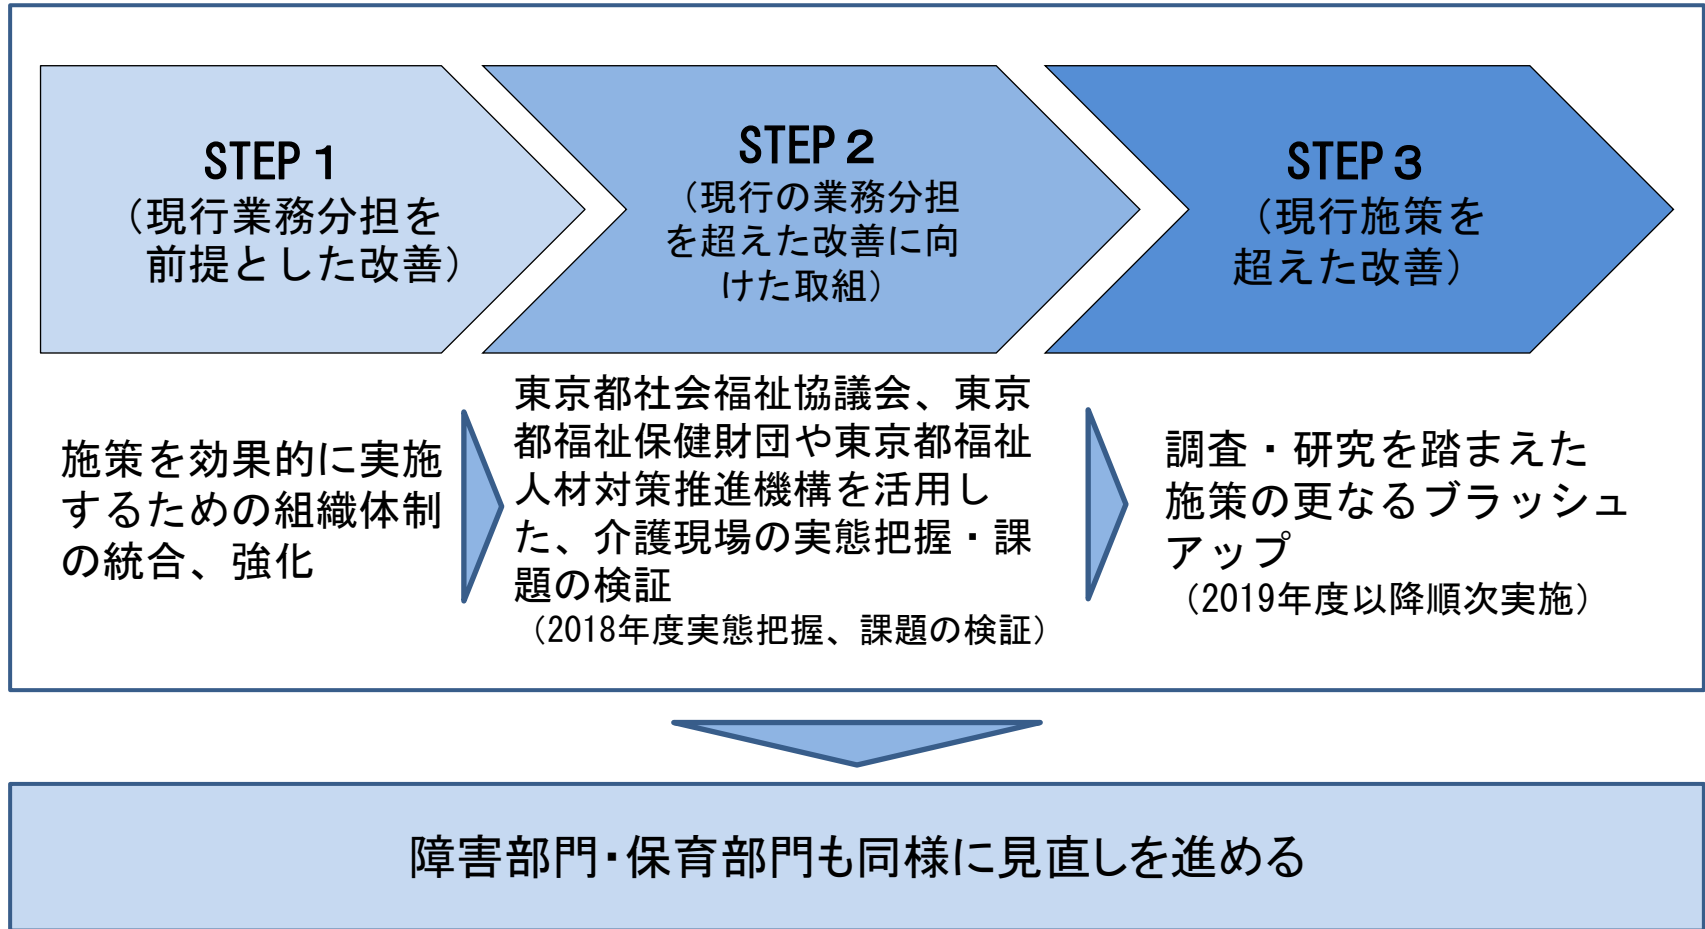 STEP 1
（現行業務分担を
前提とした改善）
STEP 2
（現行の業務分担
を超えた改善に向
けた取組）
STEP 3
（現行施策を
超えた改善）
施策を効果的に実施
するための組織体制
の統合、強化
東京都社会福祉協議会、東京
都福祉保健財団や東京都福祉
人材対策推進機構を活用し
た、介護現場の実態把握・課
題の検証
（2018年度実態把握、課題の検証）
調査・研究を踏まえた
施策の更なるブラッシュ
アップ
（2019年度以降順次実施）
障害部門・保育部門も同様に見直しを進める